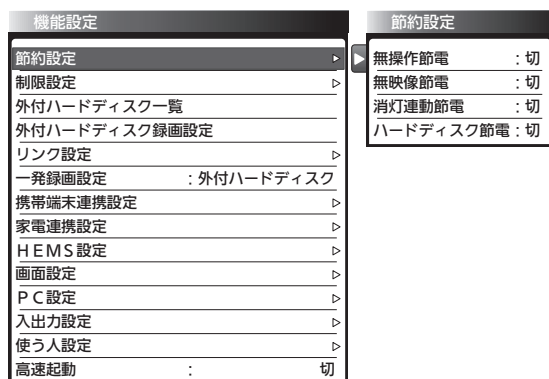 機能設定
節約設定
制限設定
外付ハードディスク一覧
外付ハードディスク録画設定
リンク設定
一発録画設定 :外付ハードディスク
携帯端末連携設定
家電連携設定
HEMS設定
画面設定
PC設定
入出力設定
使う人設定
高速起動 : 切
節約設定
無操作節電 :切
無映像節電 :切
消灯連動節電 :切
ハードディスク節電:切